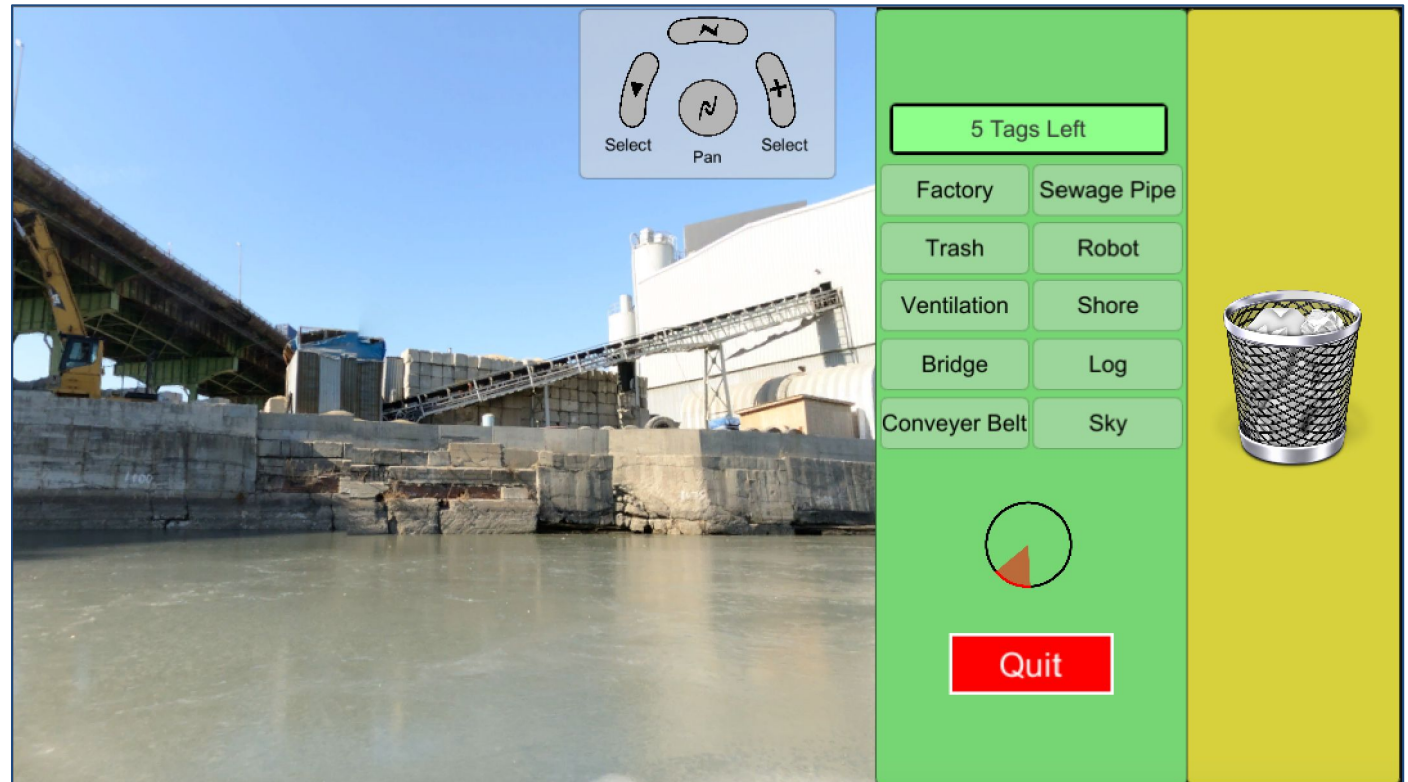 Select
Pan
Select
5 Tags Left
Factory
Sewage Pipe
Trash
Robot
Ventilation
Shore
Bridge
Log
Conveyer Belt
Sky
Quit